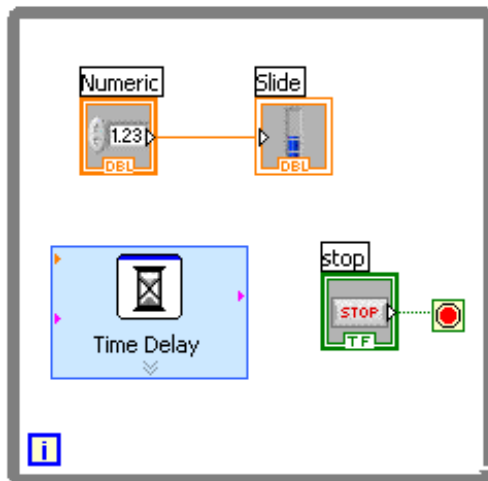 Numeric
Slide
1.23
DBL
DBL
Time Delay
stop
STOP
TF
i